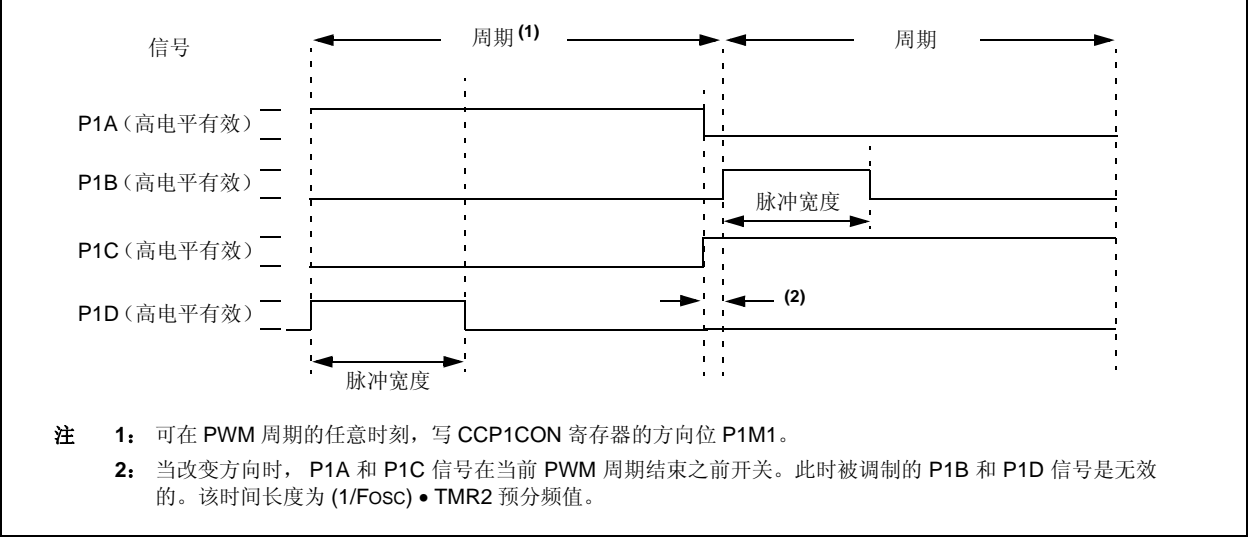 信号
周期(1)
周期
P1A（高电平有效）
P1B（高电平有效）
脉冲宽度
P1C（高电平有效）
(2)
P1D（高电平有效）
脉冲宽度
注 1： 可在 PWM 周期的任意时刻，写 CCP1CON 寄存器的方向位 P1M1。
2： 当改变方向时， P1A 和 P1C 信号在当前 PWM 周期结束之前开关。此时被调制的 P1B 和 P1D 信号是无效
的。该时间长度为 (1/FOSC) • TMR2 预分频值。